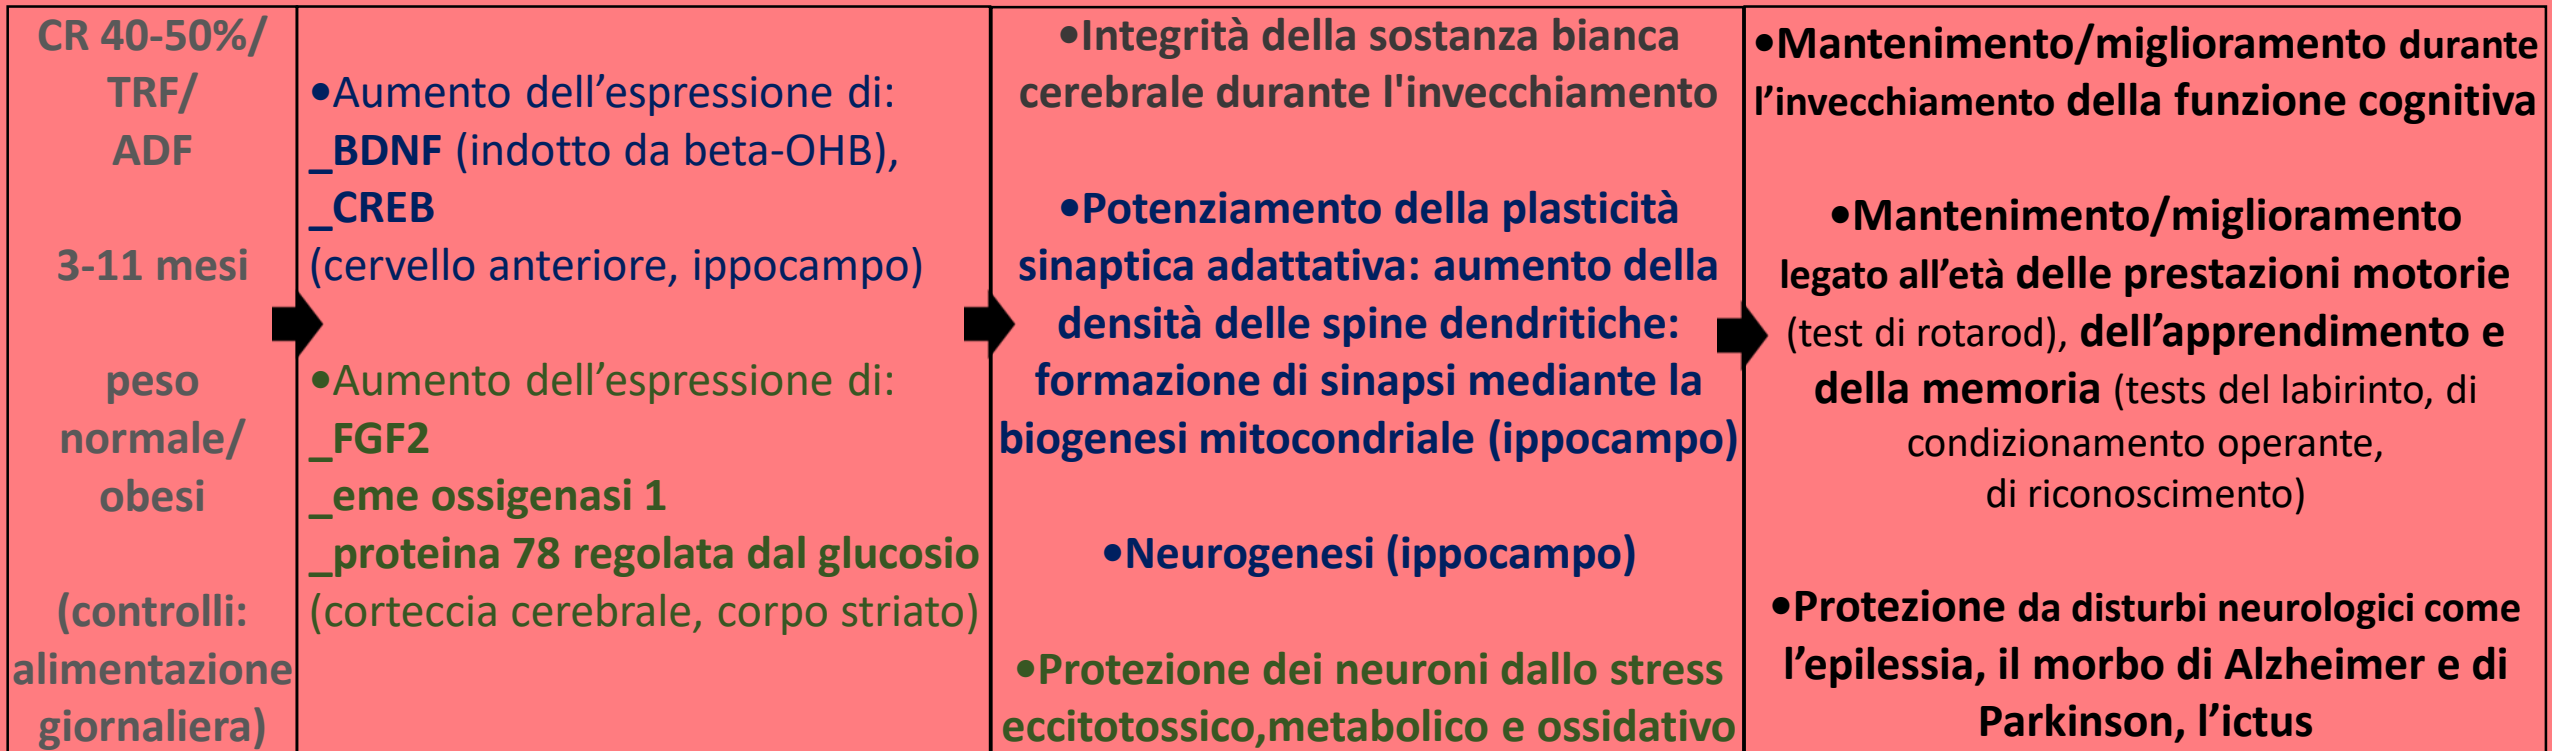 CR 40-50%/
TRF/
ADF
3-11 mesi
peso
normale/
obesi
(controlli:
alimentazione
giornaliera)
•Aumento dell’espressione di:
_BDNF (indotto da beta-OHB),
_CREB
(cervello anteriore, ippocampo)
•Aumento dell’espressione di:
_FGF2
_eme ossigenasi 1
_proteina 78 regolata dal glucosio
(corteccia cerebrale, corpo striato)
•Integrità della sostanza bianca
cerebrale durante l'invecchiamento
•Potenziamento della plasticità
sinaptica adattativa: aumento della
densità delle spine dendritiche:
formazione di sinapsi mediante la
biogenesi mitocondriale (ippocampo)
•Neurogenesi (ippocampo)
•Protezione dei neuroni dallo stress
eccitotossico,metabolico e ossidativo
•Mantenimento/miglioramento durante
l’invecchiamento della funzione cognitiva
•Mantenimento/miglioramento
legato all’età delle prestazioni motorie
(test di rotarod), dell’apprendimento e
della memoria (tests del labirinto, di
condizionamento operante,
di riconoscimento)
•Protezione da disturbi neurologici come
l’epilessia, il morbo di Alzheimer e di
Parkinson, l’ictus